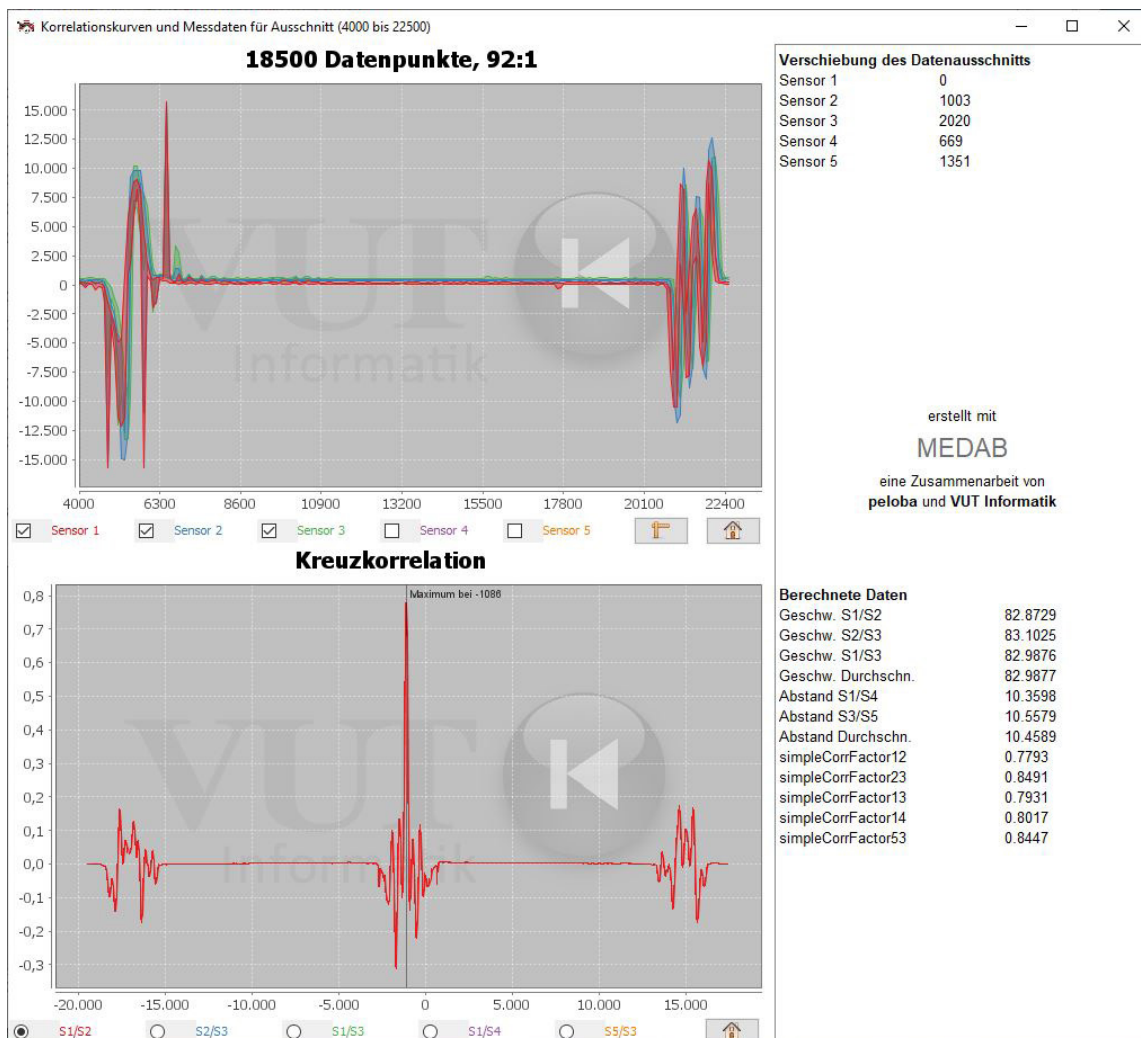 Korrelationskurven und Messdaten für Ausschnitt (4000 bis 22500)
18500 Datenpunkte, 92:1
15.000
12.500
10.000
7.500
5.000
2.500
0
-2.500
-5.000
-7.500
-10.000
-12.500
-15.000
VUT
Informatik
4000 6300 8600 10900 13200 15500 17800 20100 22400
Sensor 1 Sensor 2 Sensor 3 Sensor 4 Sensor 5
Kreuzkorrelation
Maximum bei -1086
0,8
0,7
0,6
0,5
0,4
0,3
0,2
0,1
0,0
-0,1
-0,2
-0,3
VUT
Informatik
-20.000 -15.000 -10.000 -5.000 0 5.000 10.000 15.000
S1/S2 S2/S3 S1/S3 S1/S4 S5/S3
Verschiebung des Datenausschnitts
Sensor 1 0
Sensor 2 1003
Sensor 3 2020
Sensor 4 669
Sensor 5 1351
erstellt mit
MEDAB
eine Zusammenarbeit von
peloba und VUT Informatik
Berechnete Daten
Geschw. S1/S2 82.8729
Geschw. S2/S3 83.1025
Geschw. S1/S3 82.9876
Geschw. Durchschn. 82.9877
Abstand S1/S4 10.3598
Abstand S3/S5 10.5579
Abstand Durchschn. 10.4589
simpleCorrFactor12 0.7793
simpleCorrFactor23 0.8491
simpleCorrFactor13 0.7931
simpleCorrFactor14 0.8017
simpleCorrFactor53 0.8447